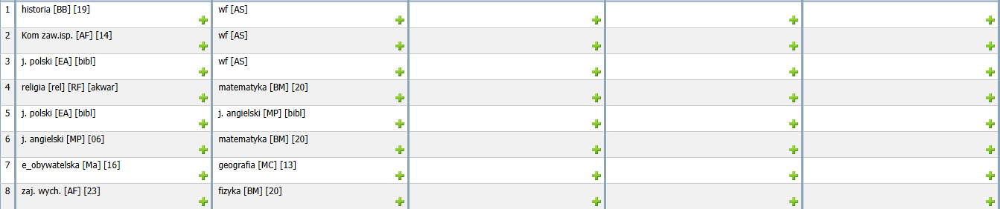 1 historia [BB] [19] wf [AS]
2 Kom zaw.isp. [AF] [14] wf [AS]
3 j. polski [EA] [bibl] wf [AS]
4 religia [rel] [RF] [akwar] matematyka [BM] [20]
5 j. polski [EA] [bibl] j. angielski [MP] [bibl]
6 j. angielski [MP] [06] matematyka [BM] [20]
7 e_obywatelska [Ma] [16] geografia [MC] [13]
8 zaj. wych. [AF] [23] fizyka [BM] [20]